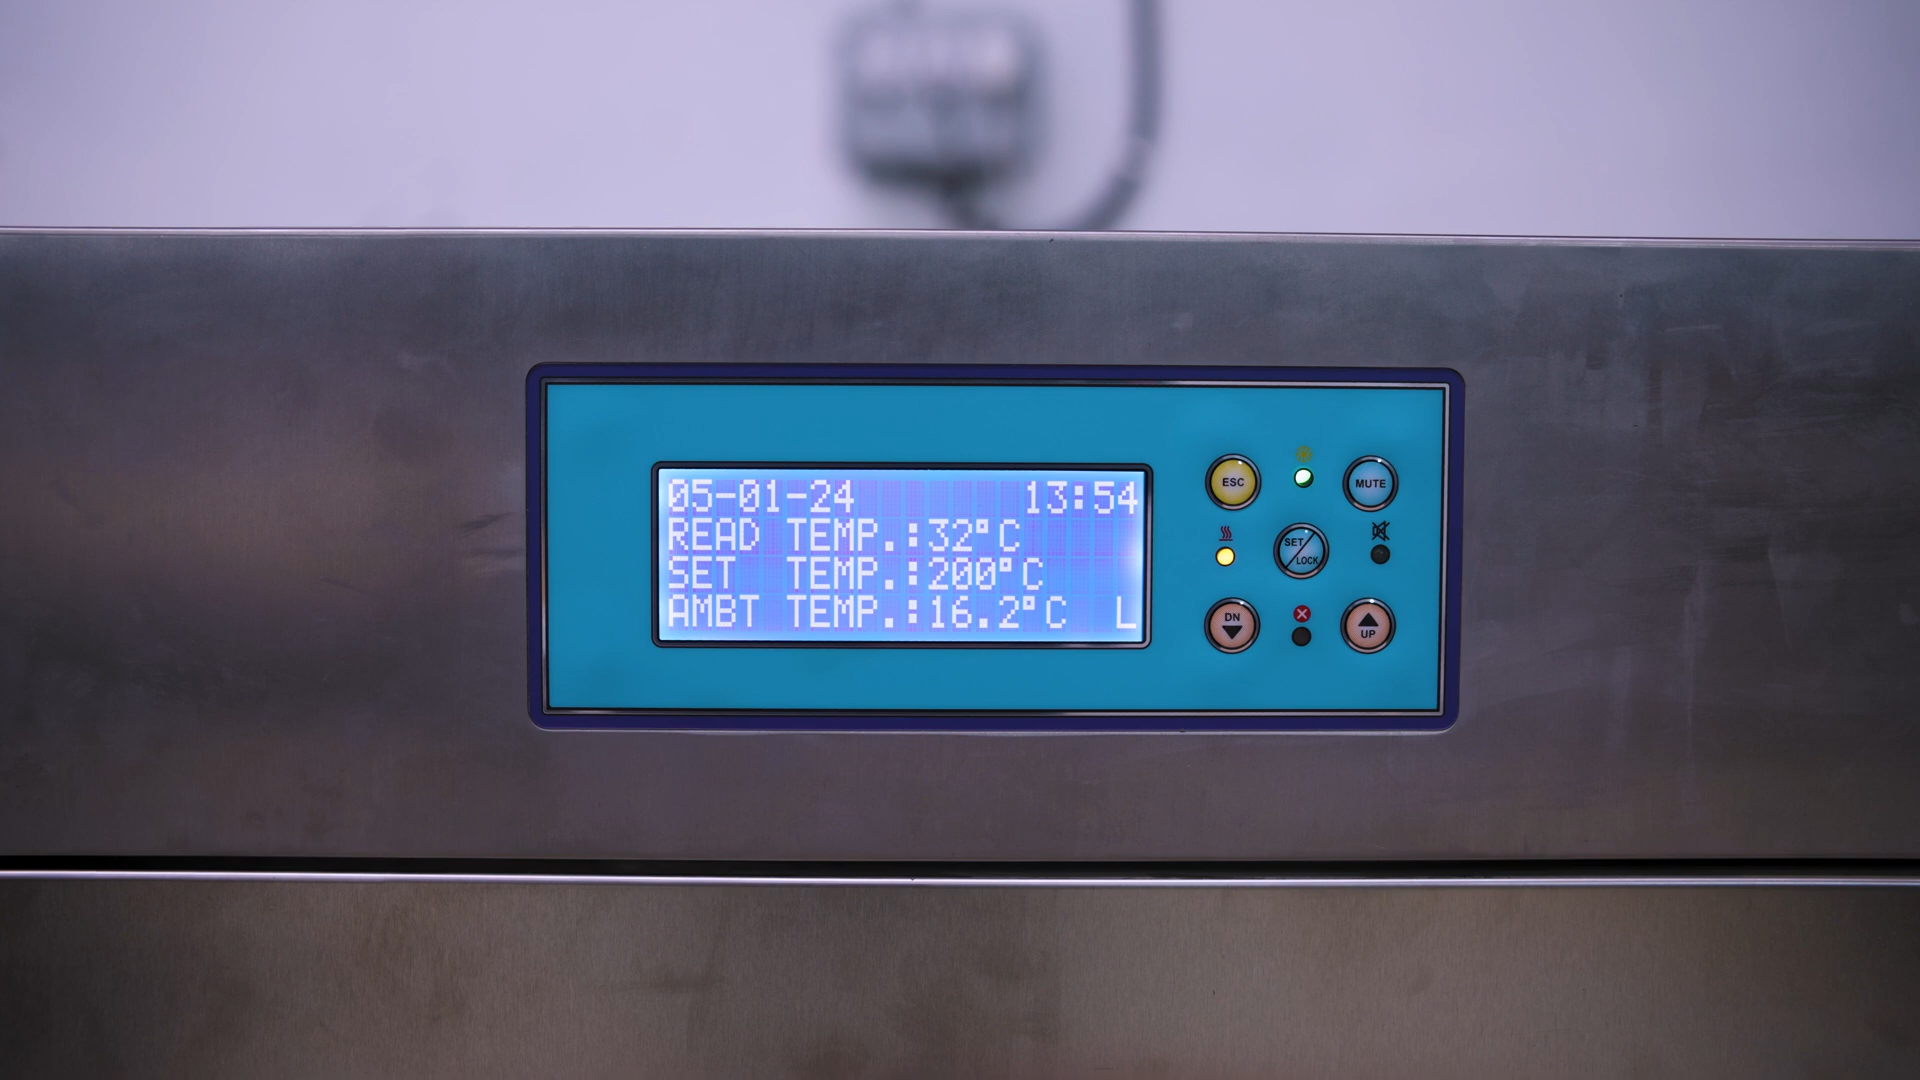 05-01-24 13:54
READ TEMP.:32°C
SET TEMP.:200°C
AMBT TEMP.:16.2°C L
ESC
MUTE
SET
LOCK
DN
UP